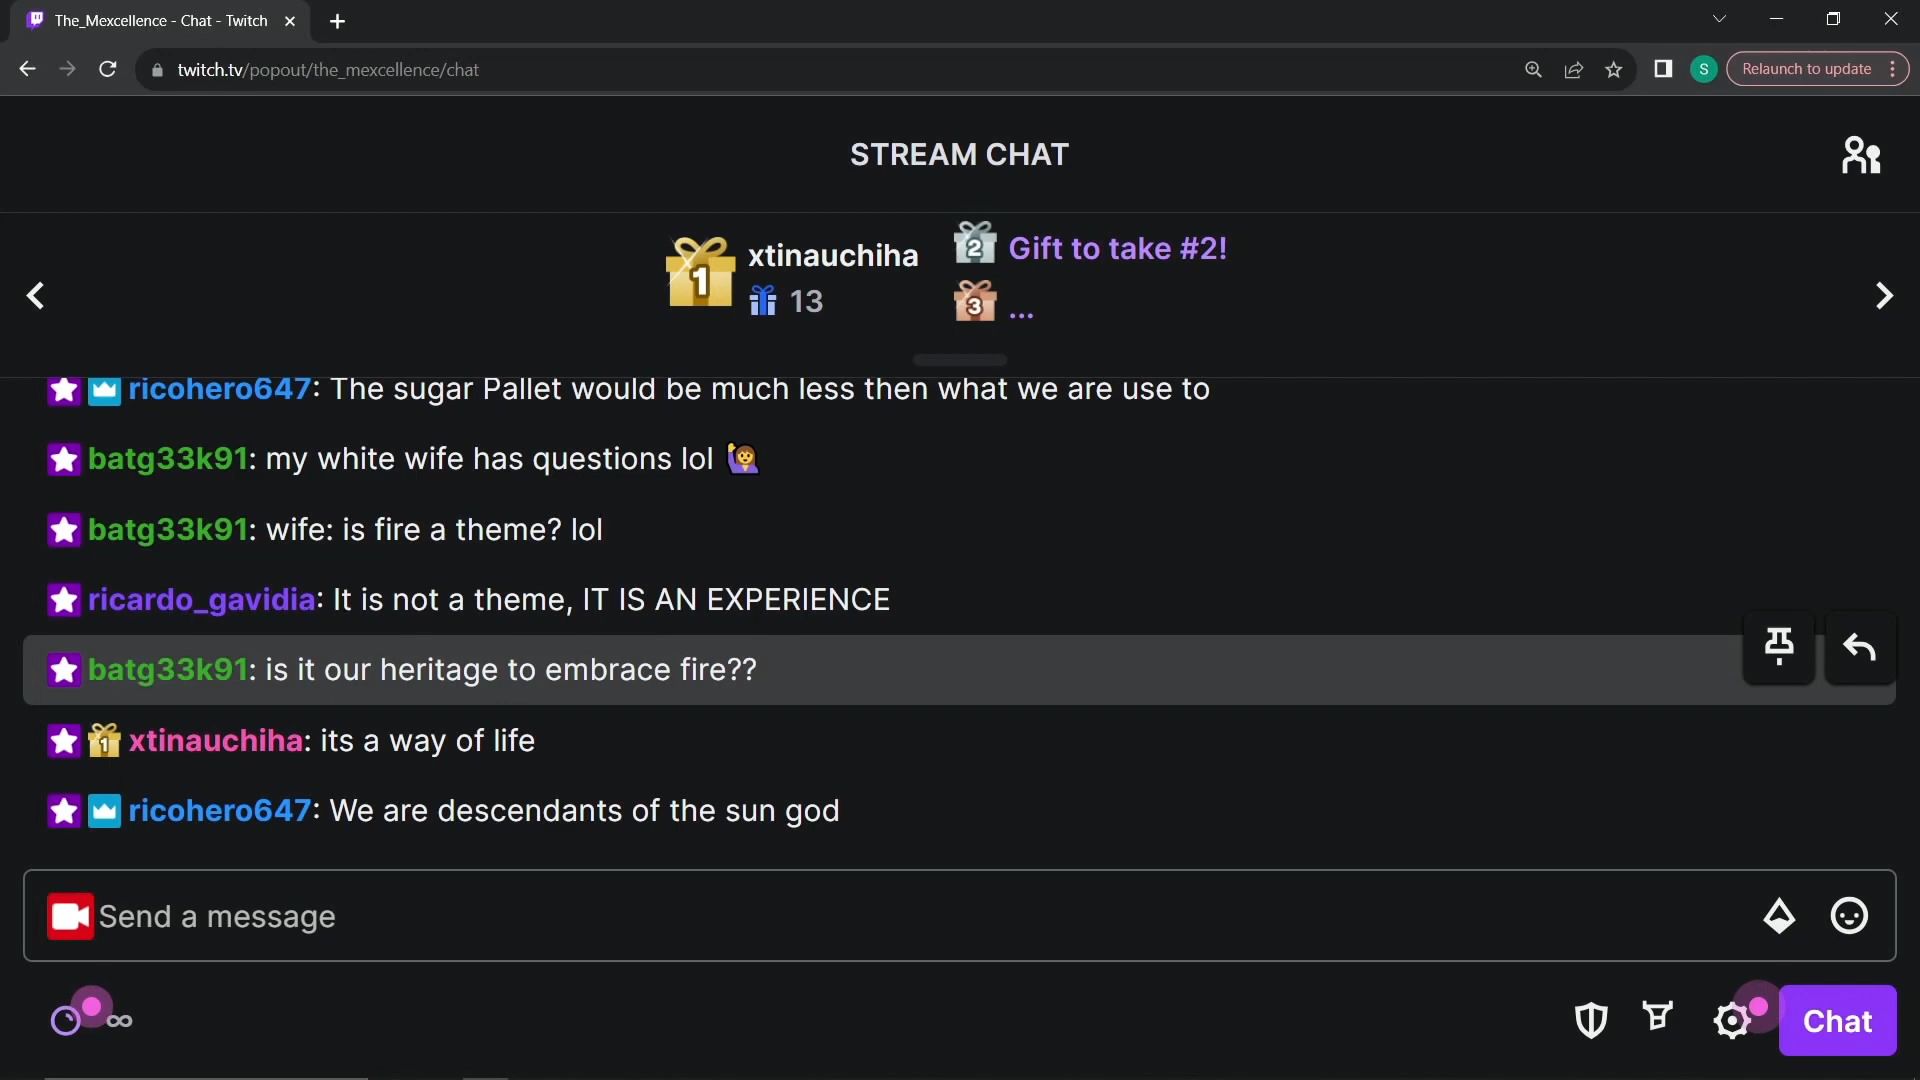 The_Mexcellence - Chat - Twitch
twitch.tv/popout/the_mexcellence/chat
S
Relaunch to update
STREAM CHAT
1
xtinauchiha
13
2
Gift to take #2!
3
...
ricohero647: The sugar Pallet would be much less then what we are use to
batg33k91: my white wife has questions lol 🙋‍♀️
batg33k91: wife: is fire a theme? lol
ricardo_gavidia: It is not a theme, IT IS AN EXPERIENCE
batg33k91: is it our heritage to embrace fire??
1 xtinauchiha: its a way of life
ricohero647: We are descendants of the sun god
Send a message
∞
Chat